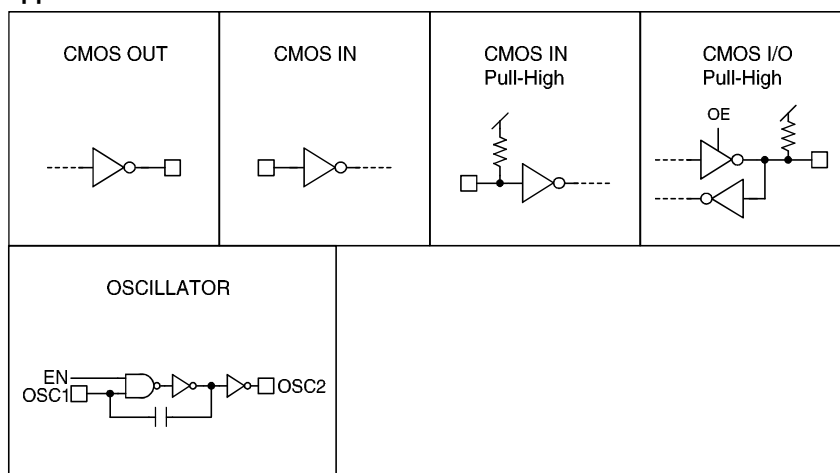 CMOS OUT
CMOS IN
CMOS IN
Pull-High
CMOS I/O
Pull-High
OE
OSCILLATOR
EN
OSC1
OSC2